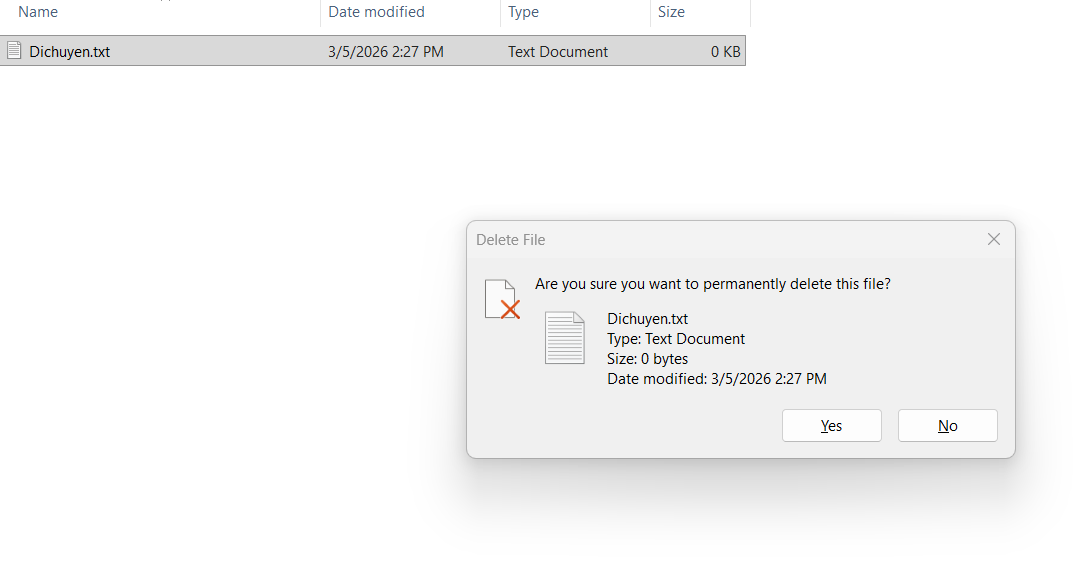 Name Date modified Type Size
Dichuyen.txt 3/5/2026 2:27 PM Text Document 0 KB
Delete File
Are you sure you want to permanently delete this file?
Dichuyen.txt
Type: Text Document
Size: 0 bytes
Date modified: 3/5/2026 2:27 PM
Yes No